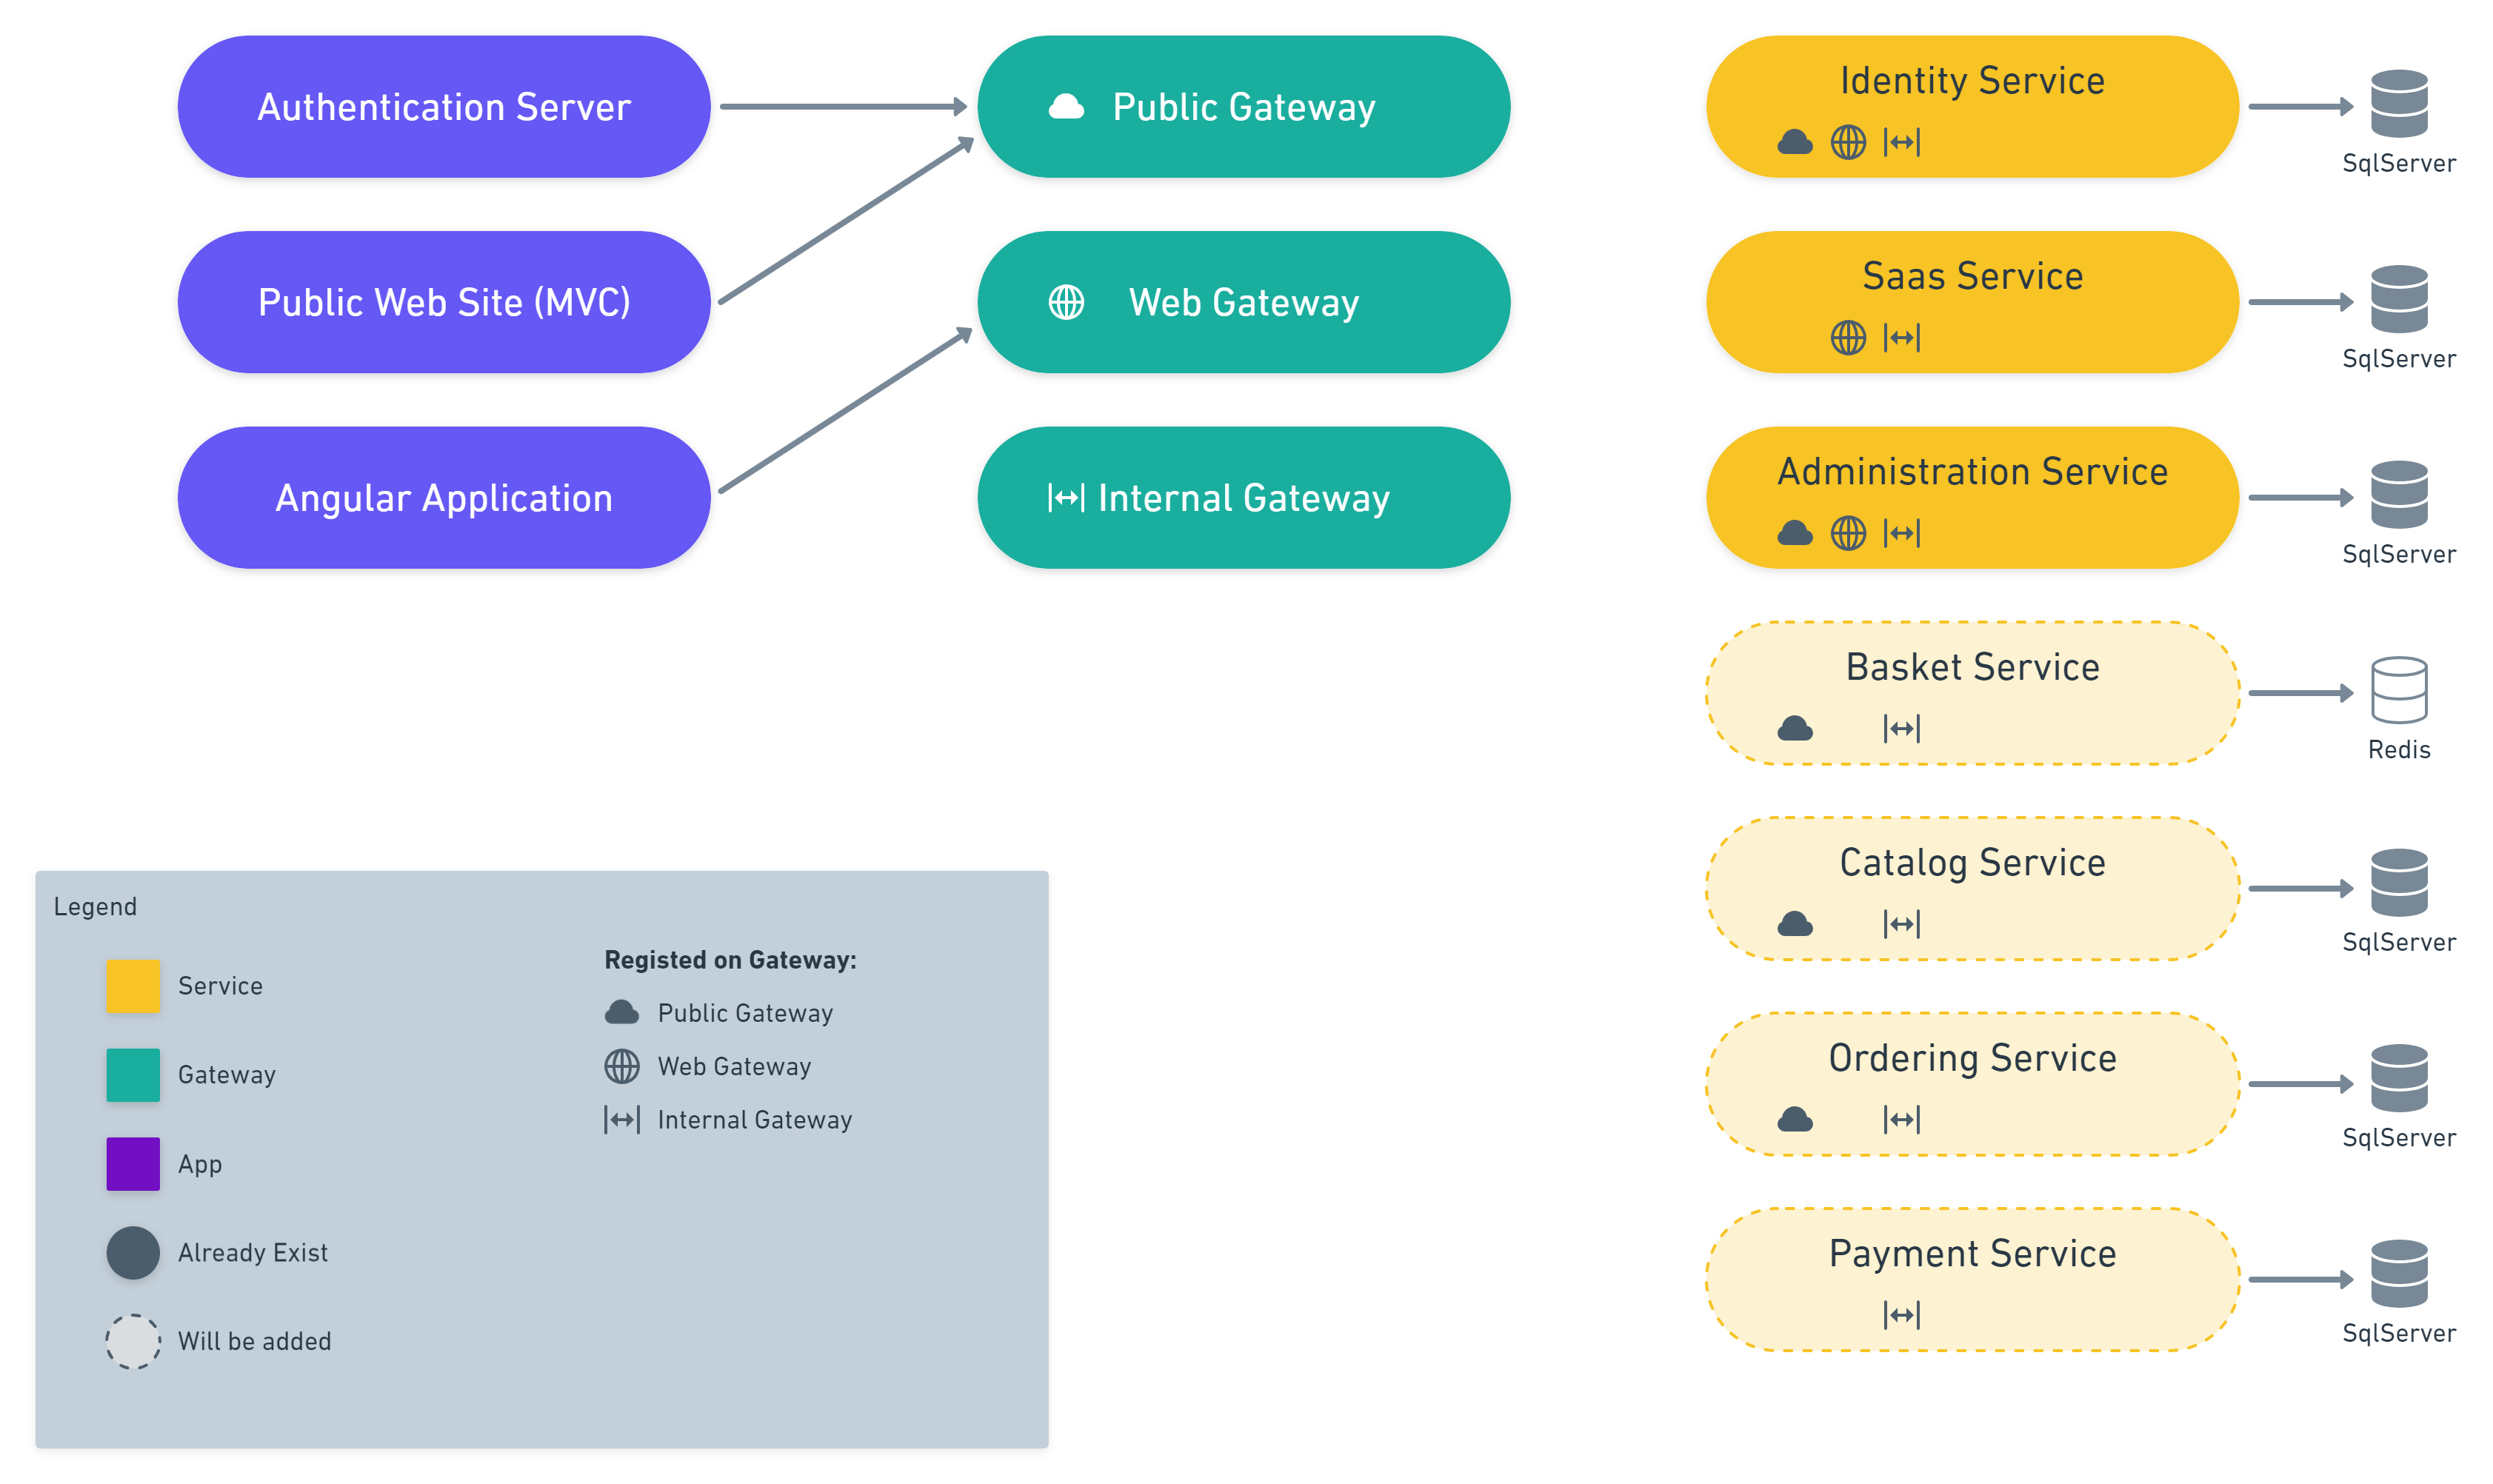 Authentication Server
Public Gateway
Identity Service
SqlServer
Public Web Site (MVC)
Web Gateway
Saas Service
SqlServer
Angular Application
Internal Gateway
Administration Service
SqlServer
Basket Service
Redis
Catalog Service
SqlServer
Ordering Service
SqlServer
Payment Service
SqlServer
Legend
Service
Gateway
App
Already Exist
Will be added
Registed on Gateway:
Public Gateway
Web Gateway
Internal Gateway